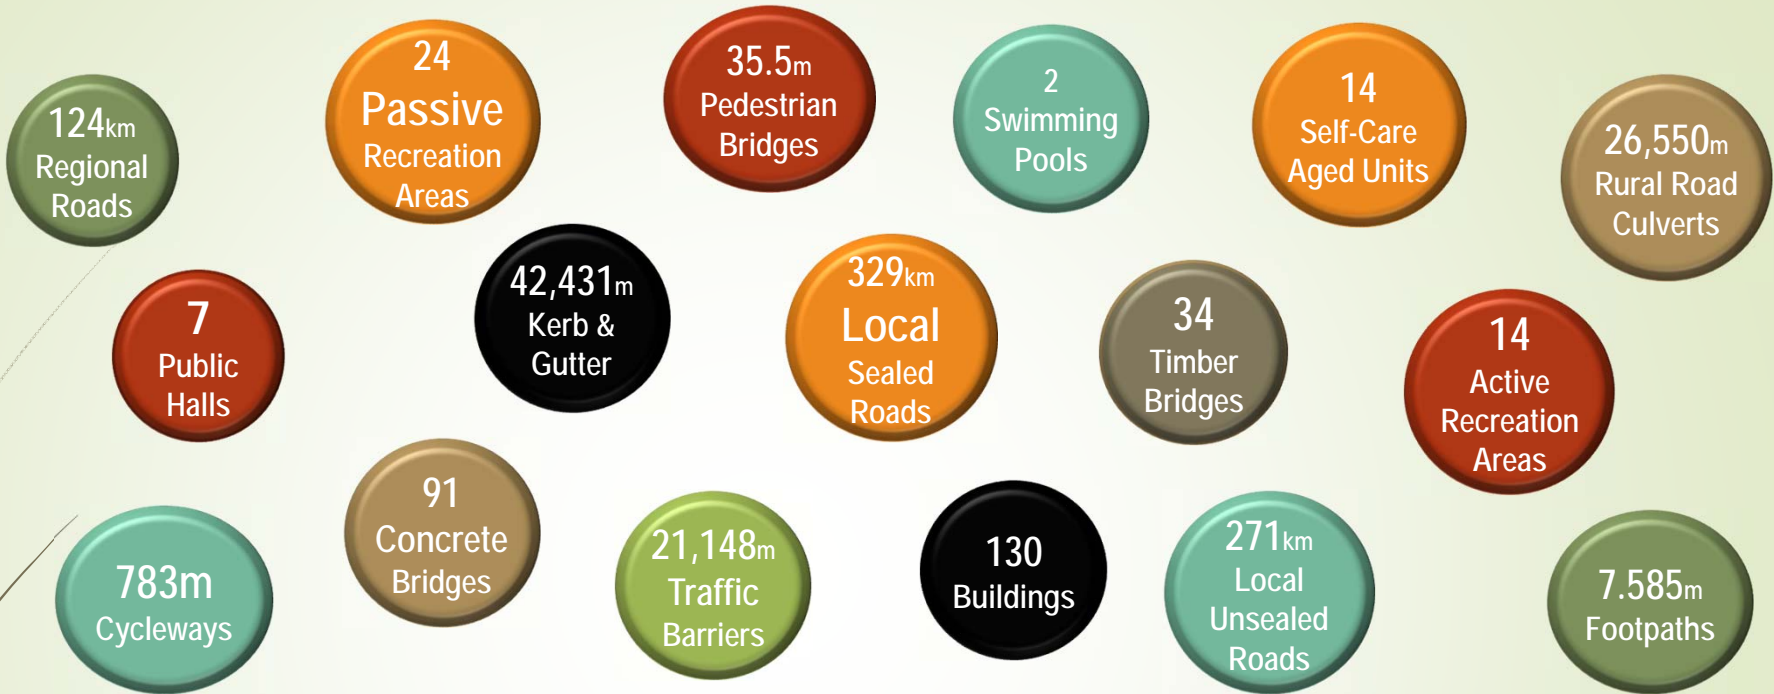 124km
Regional
Roads
24
Passive
Recreation
Areas
35.5m
Pedestrian
Bridges
2
Swimming
Pools
14
Self-Care
Aged Units
26,550m
Rural Road
Culverts
7
Public
Halls
42,431m
Kerb &
Gutter
329km
Local
Sealed
Roads
34
Timber
Bridges
14
Active
Recreation
Areas
783m
Cycleways
91
Concrete
Bridges
21,148m
Traffic
Barriers
130
Buildings
271km
Local
Unsealed
Roads
7.585m
Footpaths